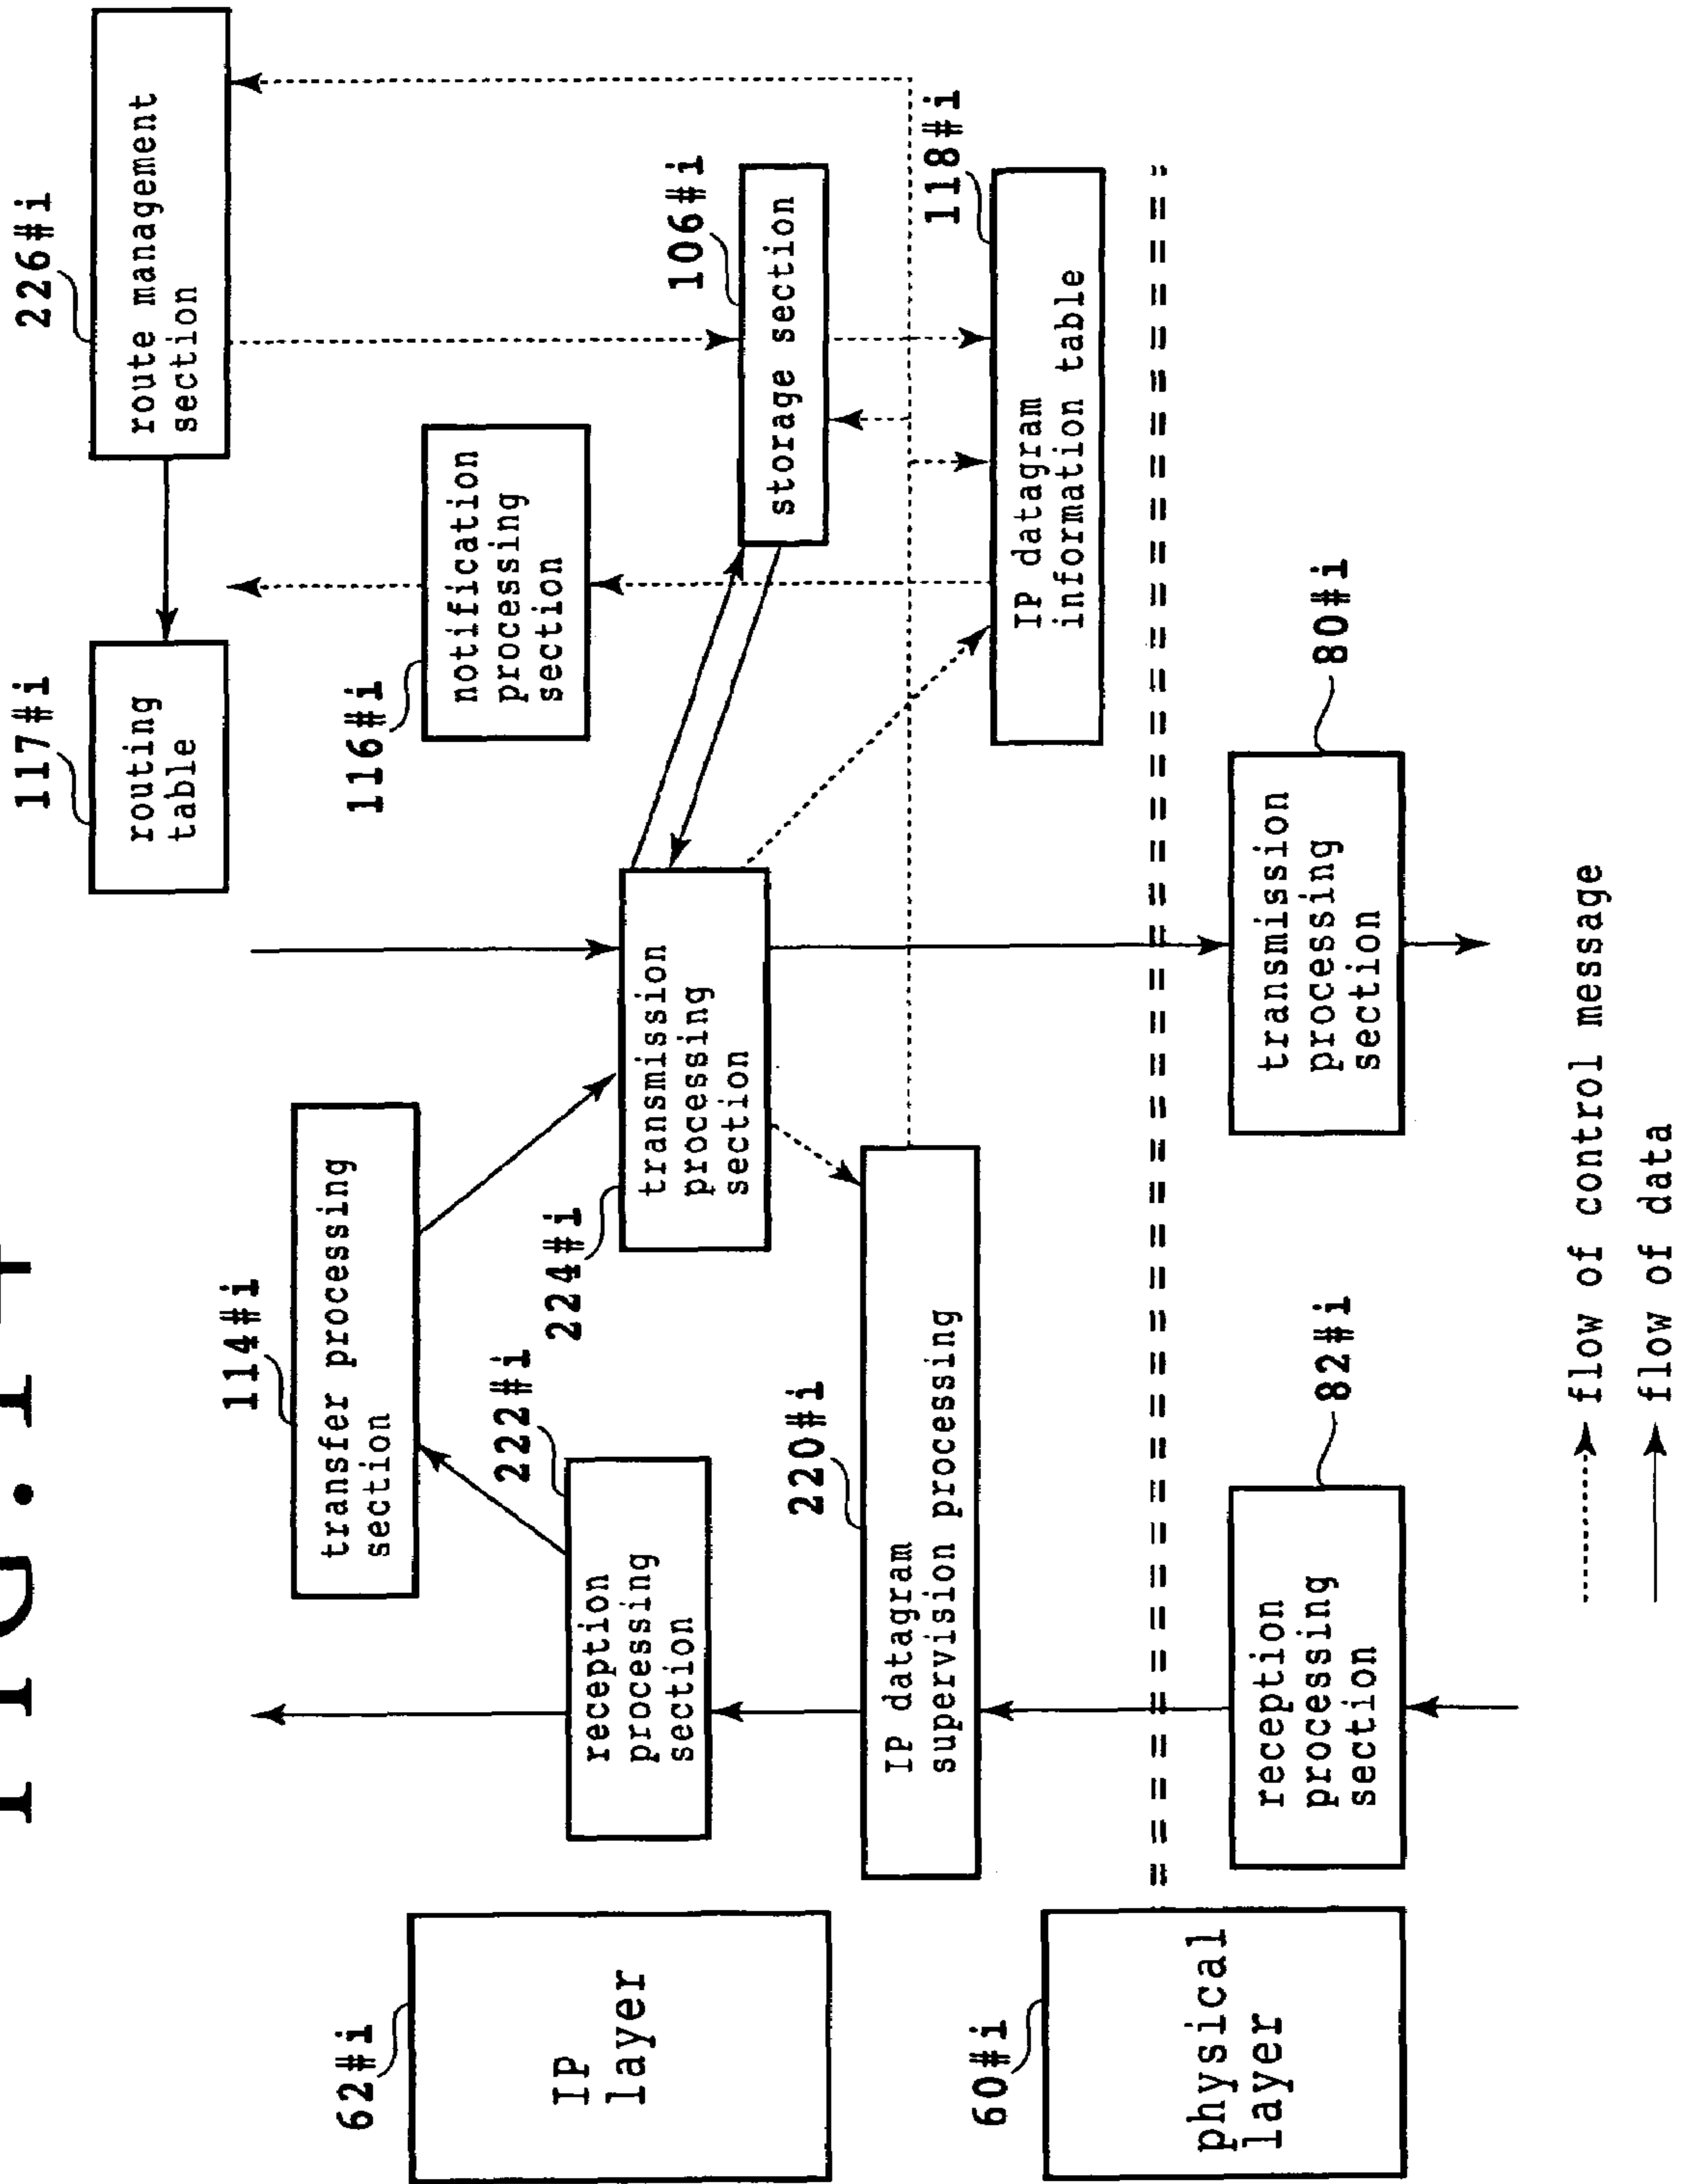 FIG.14
117#i
226#i
routing
table
route management
section
114#i
transfer processing
section
62#i
IP
layer
116#i
notification
processing
section
222#i
reception
processing
section
224#i
transmission
processing
section
106#i
storage section
220#i
IP datagram
supervision processing
118#i
IP datagram
information table
60#i
physical
layer
82#i
reception
processing
section
80#i
transmission
processing
section
flow of control message
flow of data